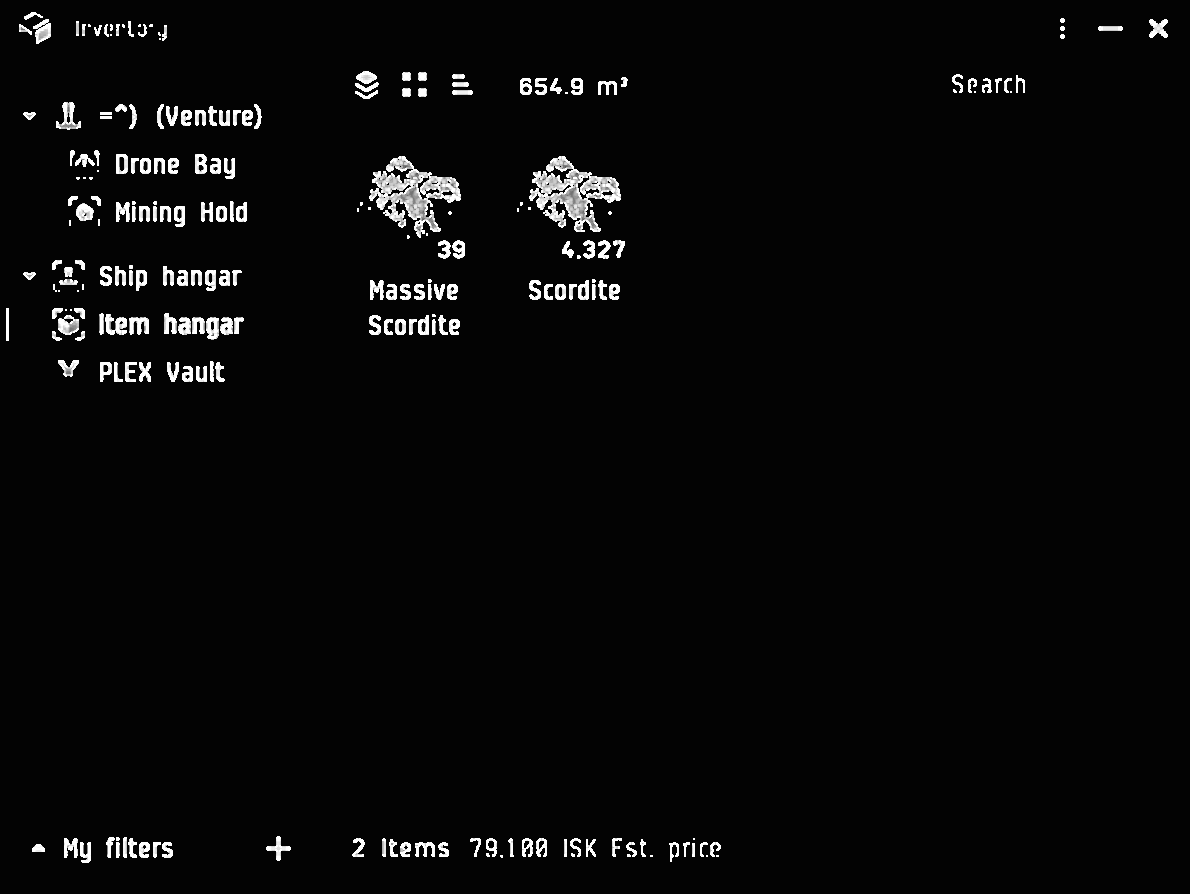 Inventory
654.9 m³
Search
=^) (Venture)
Drone Bay
Mining Hold
Ship hangar
Item hangar
PLEX Vault
39
4.327
Massive
Scordite
Scordite
My filters
2 Items 79.100 ISK Est. price